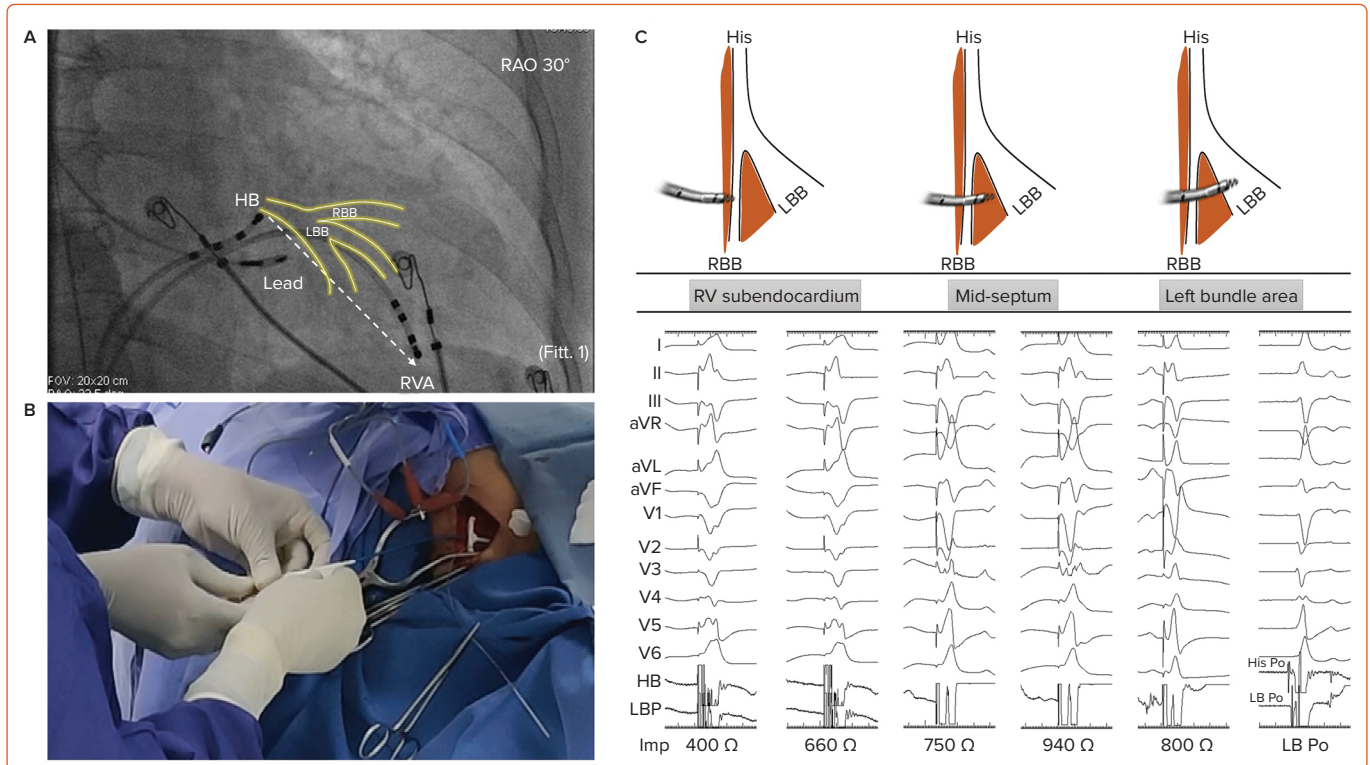 A
RAO 30°
HB
RBB
LBB
Lead
(Fitt. 1)
RVA
FOV: 20x20 cm
B
C
His His His
LBB LBB LBB
RBB RBB RBB
RV subendocardium Mid-septum Left bundle area
I
II
III
aVR
aVL
aVF
V1
V2
V3
V4
V5
V6
His Po
HB
LB Po
LBP
Imp 400 Ω 660 Ω 750 Ω 940 Ω 800 Ω LB Po